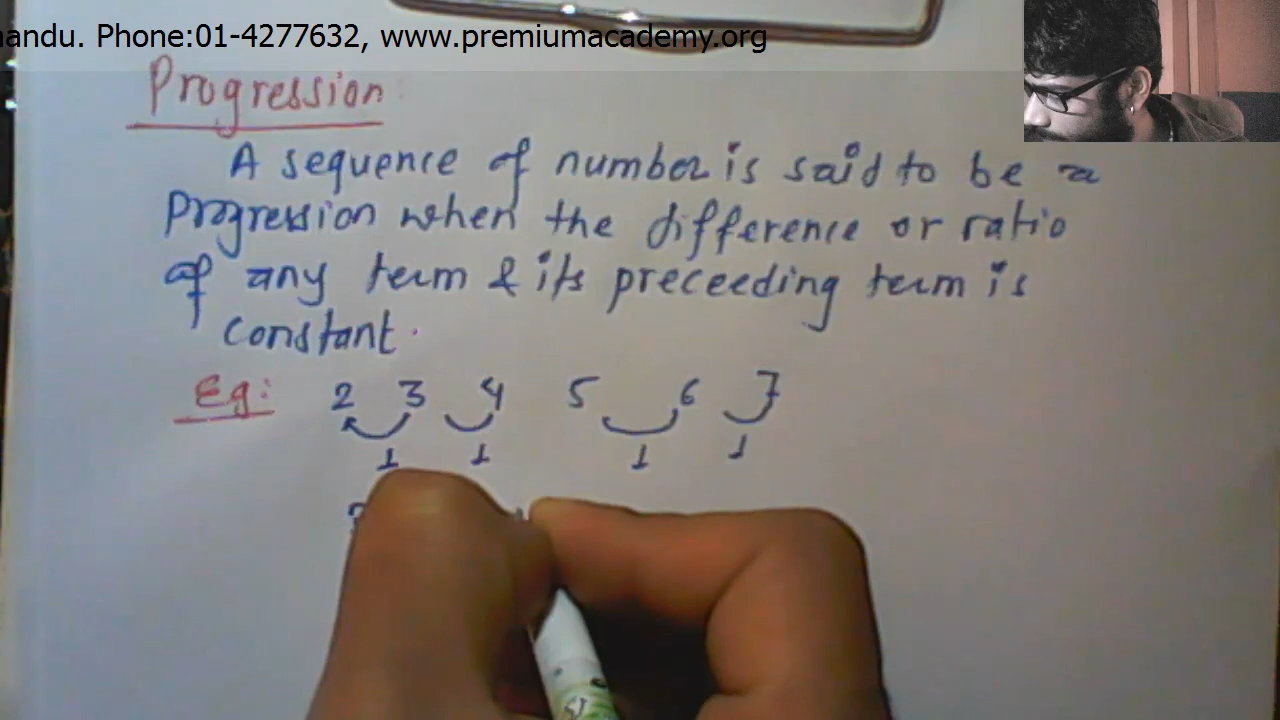 andu. Phone:01-4277632, www.premiumacademy.org
Progression:
A sequence of number is said to be a
Progression when the difference or ratio
of any term & its preceeding term is
constant.
Eg: 2 3 4 5 6 7
1 1 1 1